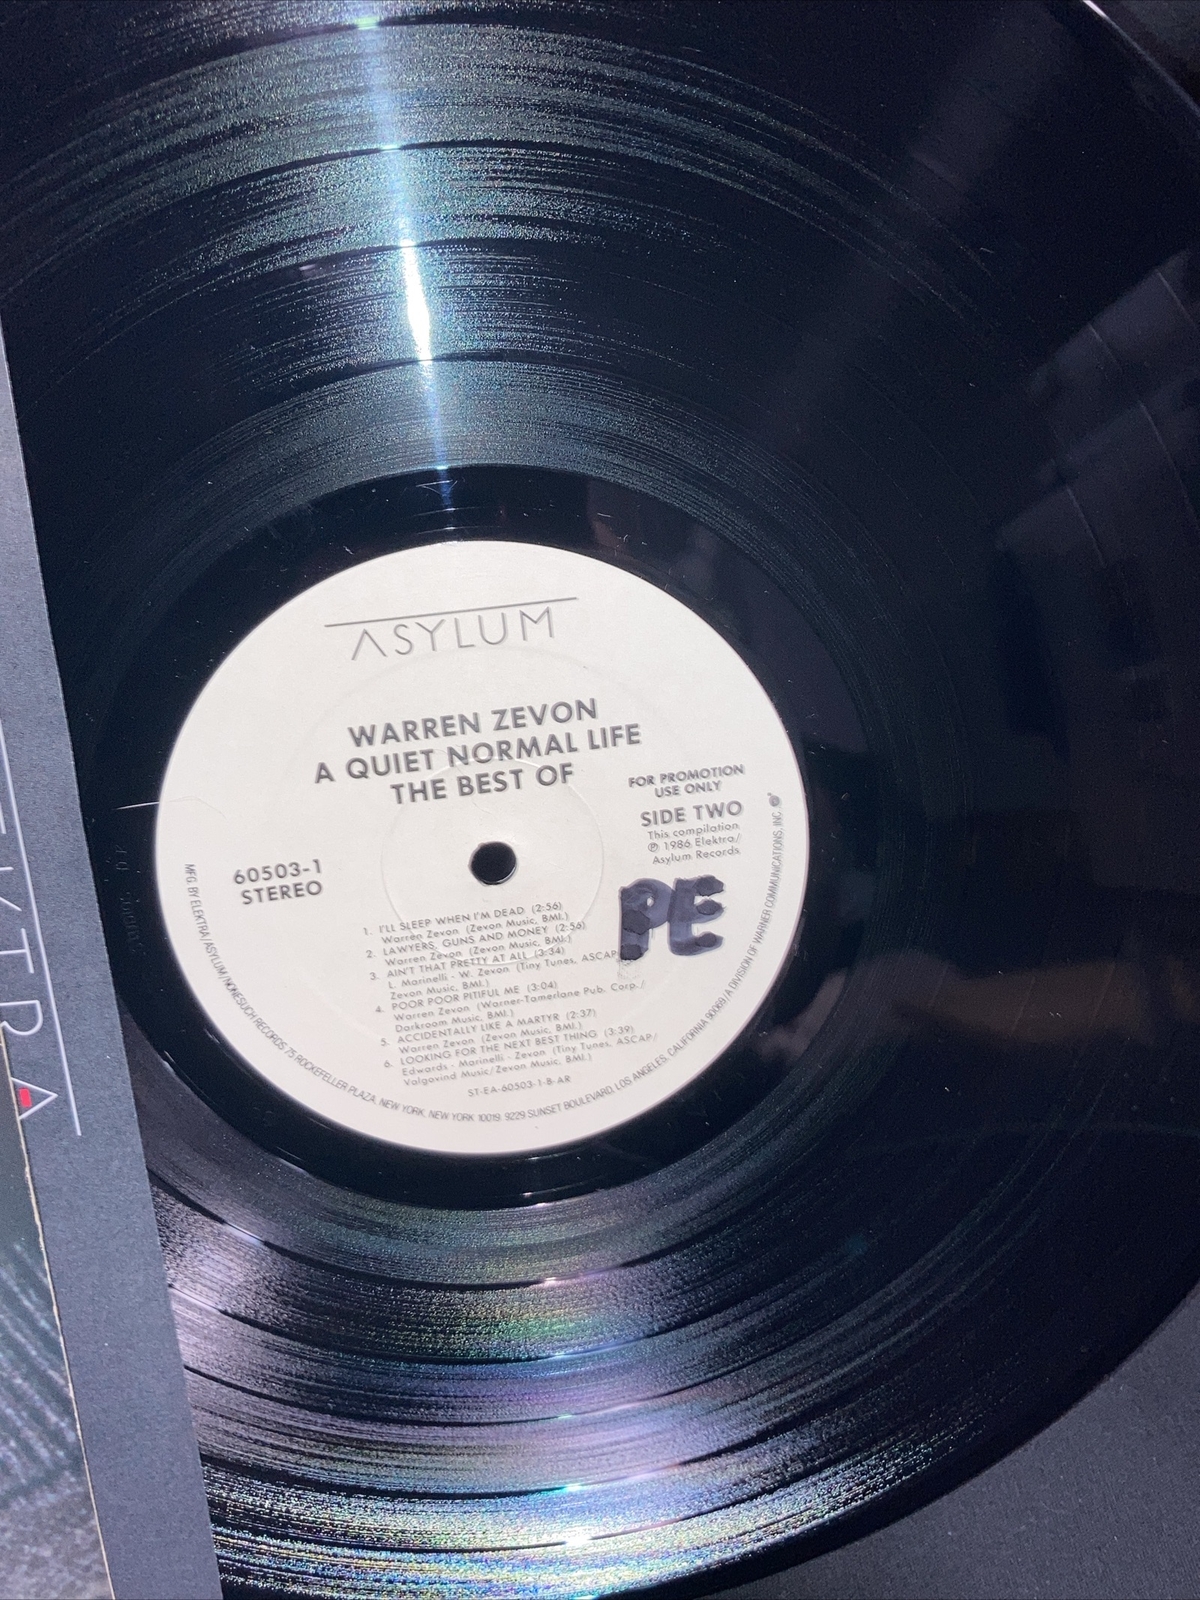 ASYLUM
WARREN ZEVON
A QUIET NORMAL LIFE
THE BEST OF
FOR PROMOTION
USE ONLY
SIDE TWO
This compilation
℗ 1986 Elektra/
Asylum Records
60503-1
STEREO
PE
1. I'LL SLEEP WHEN I'M DEAD (2:56)
Warren Zevon (Zevon Music, BMI.)
2. LAWYERS, GUNS AND MONEY (2:56)
Warren Zevon (Zevon Music, BMI.)
3. AIN'T THAT PRETTY AT ALL (3:34)
L. Marinelli - W. Zevon (Tiny Tunes, ASCAP
Zevon Music, BMI.)
4. POOR POOR PITIFUL ME (3:04)
Warren Zevon (Warner-Tamerlane Pub. Corp./
Darkroom Music, BMI.)
5. ACCIDENTALLY LIKE A MARTYR (2:37)
Warren Zevon (Zevon Music, BMI.)
6. LOOKING FOR THE NEXT BEST THING (3:39)
Edwards - Marinelli - Zevon (Tiny Tunes, ASCAP/
Valgovind Music/Zevon Music, BMI.)
ST-EA-60503-1-B-AR
MFG. BY ELEKTRA/ASYLUM/NONESUCH RECORDS, 75 ROCKEFELLER PLAZA, NEW YORK, NEW YORK 10019. 9229 SUNSET BOULEVARD, LOS ANGELES, CALIFORNIA 90069/A DIVISION OF WARNER COMMUNICATIONS, INC.
EKTRA